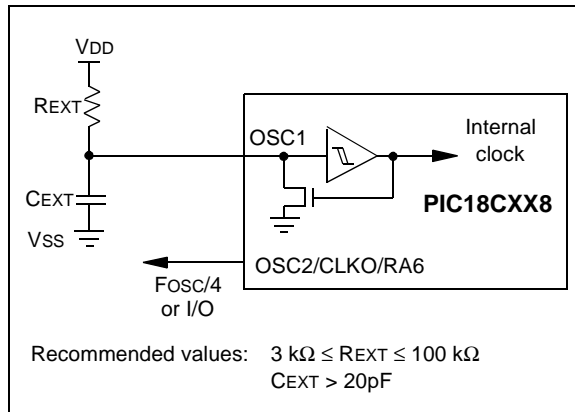 VDD
REXT
OSC1
Internal
clock
CEXT
PIC18CXX8
VSS
OSC2/CLKO/RA6
FOSC/4
or I/O
Recommended values: 3 kΩ ≤ REXT ≤ 100 kΩ
CEXT > 20pF